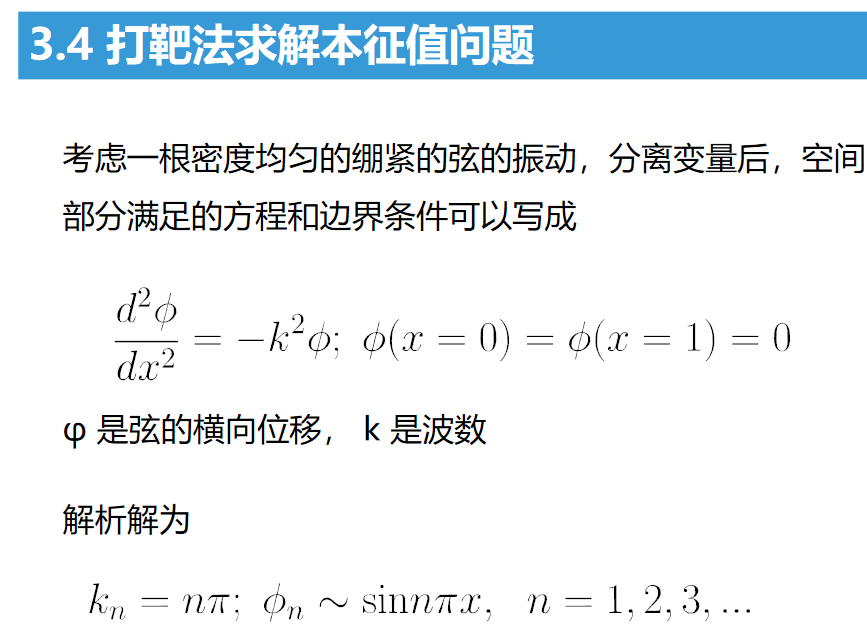 3.4 打靶法求解本征值问题
考虑一根密度均匀的绷紧的弦的振动，分离变量后，空间
部分满足的方程和边界条件可以写成
\frac{d^2\phi}{dx^2} = -k^2\phi; \phi(x = 0) = \phi(x = 1) = 0
φ 是弦的横向位移， k 是波数
解析解为
k_n = n\pi; \phi_n \sim \sin n\pi x, n = 1, 2, 3, ...